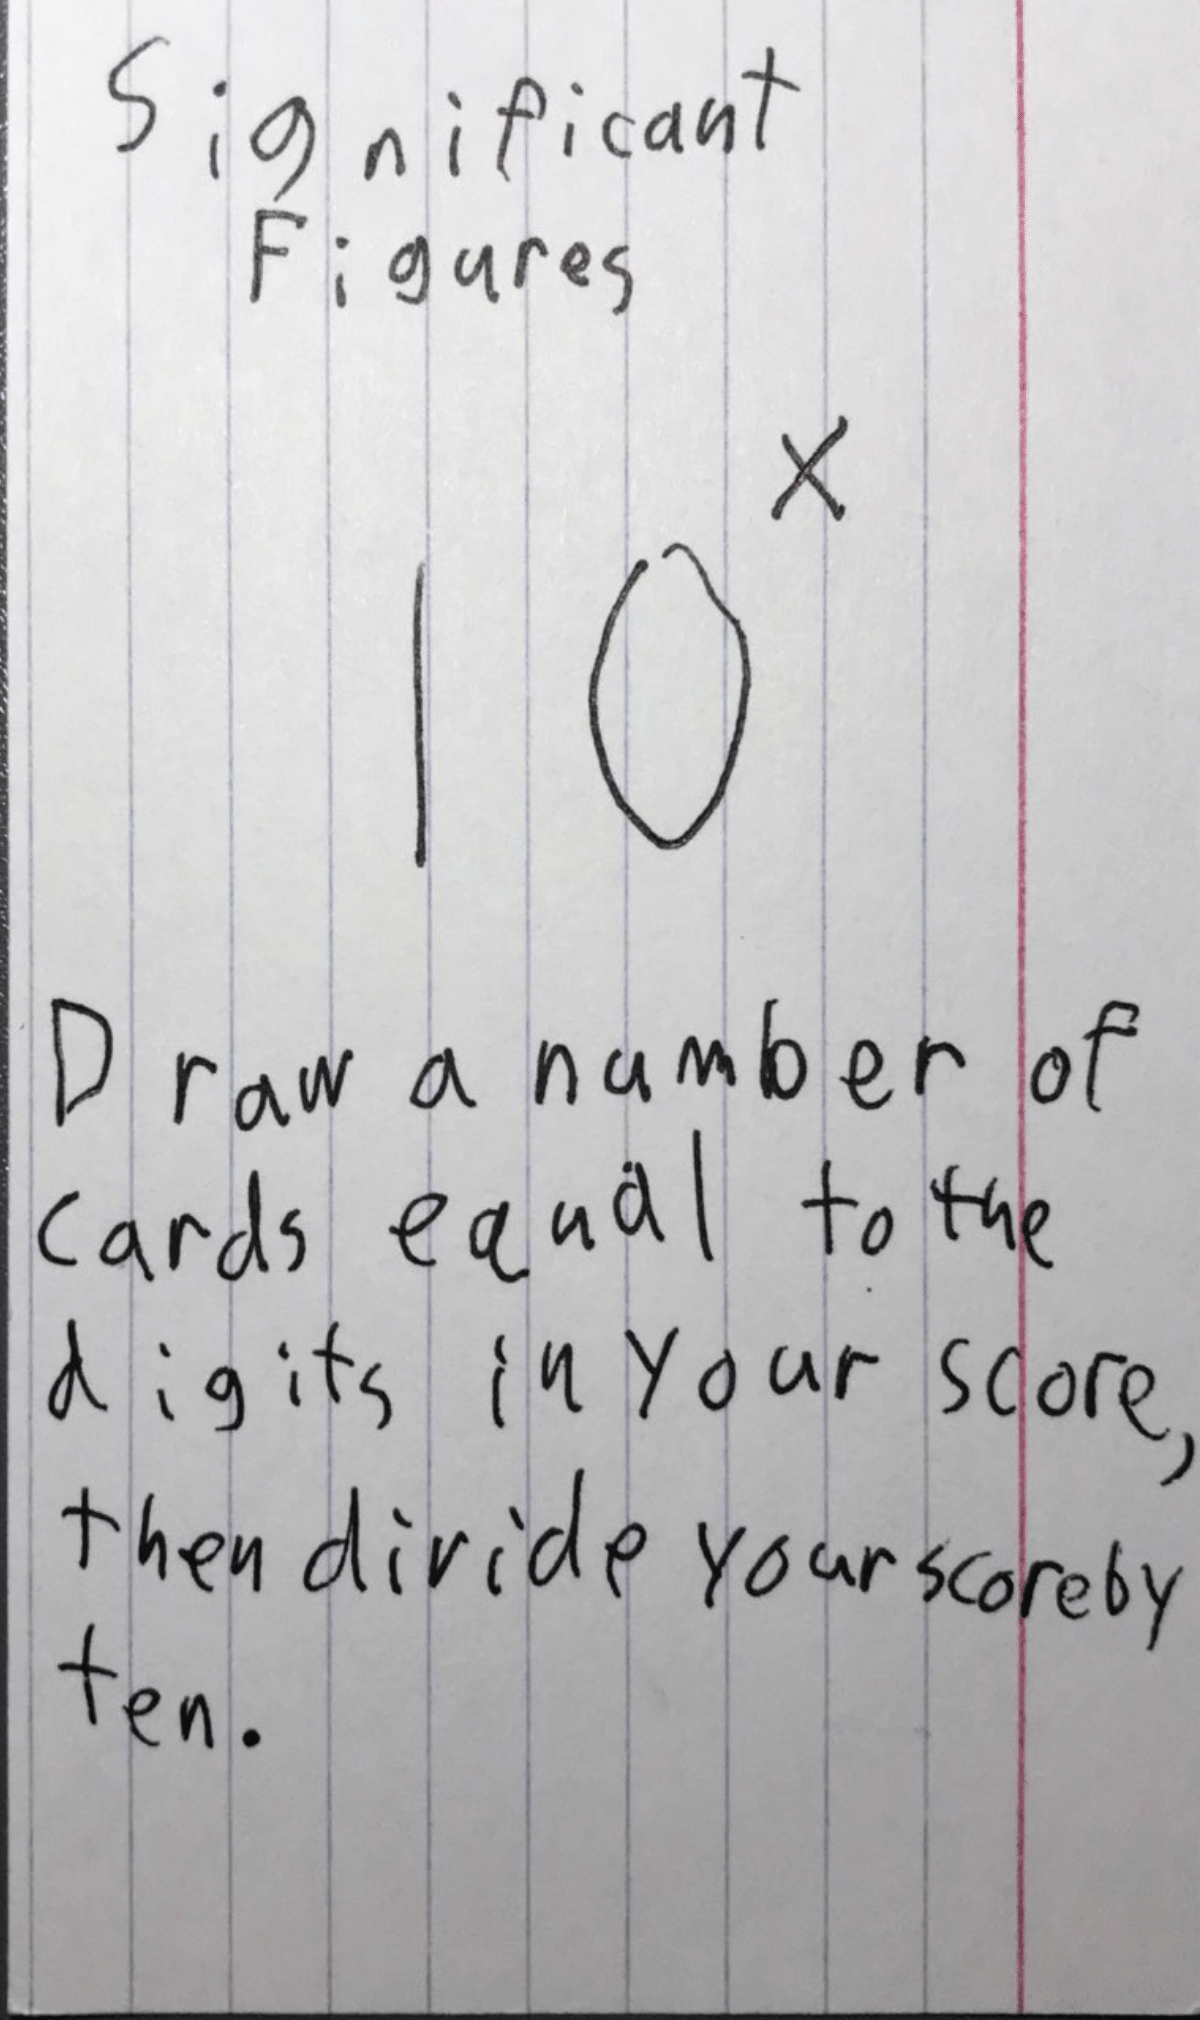 Significant
Figures
10ˣ
Draw a number of
cards equal to the
digits in your score,
then divide your score by
ten.